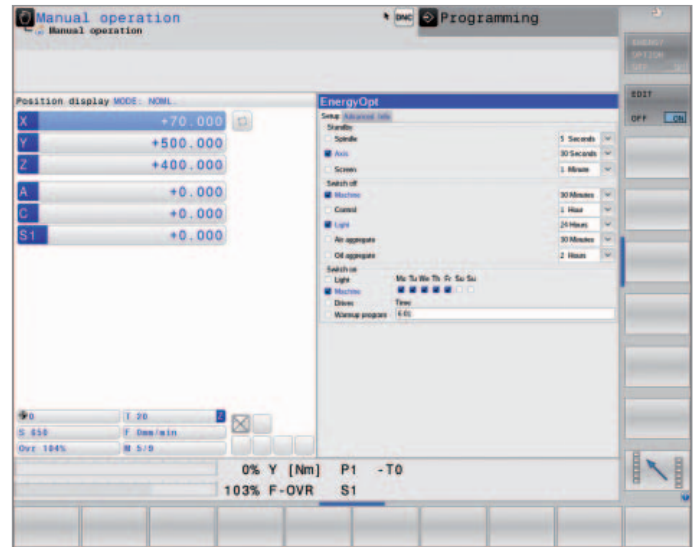 Manual operation
DNC
Programming
Manual operation
ENERGY
OPTION
OFF
EDIT
OFF ON
Position display MODE: NOML.
X +70.000
Y +500.000
Z +400.000
A +0.000
C +0.000
S1 +0.000
EnergyOpt
Setup Advanced Info
Standby
Spindle 5 Seconds
Axis 30 Seconds
Screen 1 Minute
Switch off
Machine 30 Minutes
Control 1 Hour
Light 24 Hours
Air aggregate 30 Minutes
Oil aggregate 2 Hours
Switch on
Light Mo Tu We Th Fr Sa Su
Machine
Drives Time
Warmup program 6:01
0 T 20 Z
S 650 F 0mm/min
Ovr 104% M 5/9
0% Y [Nm] P1 -T0
103% F-OVR S1